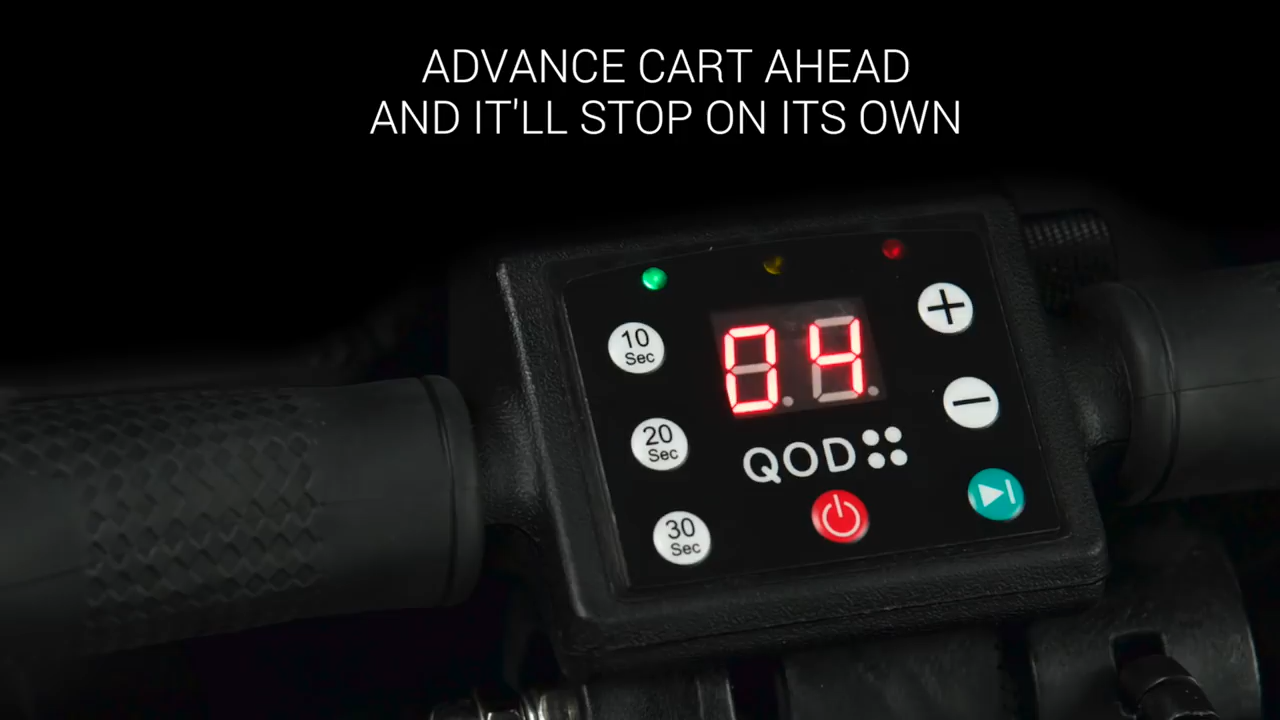 ADVANCE CART AHEAD
AND IT'LL STOP ON ITS OWN
04
10
Sec
20
Sec
30
Sec
QOD